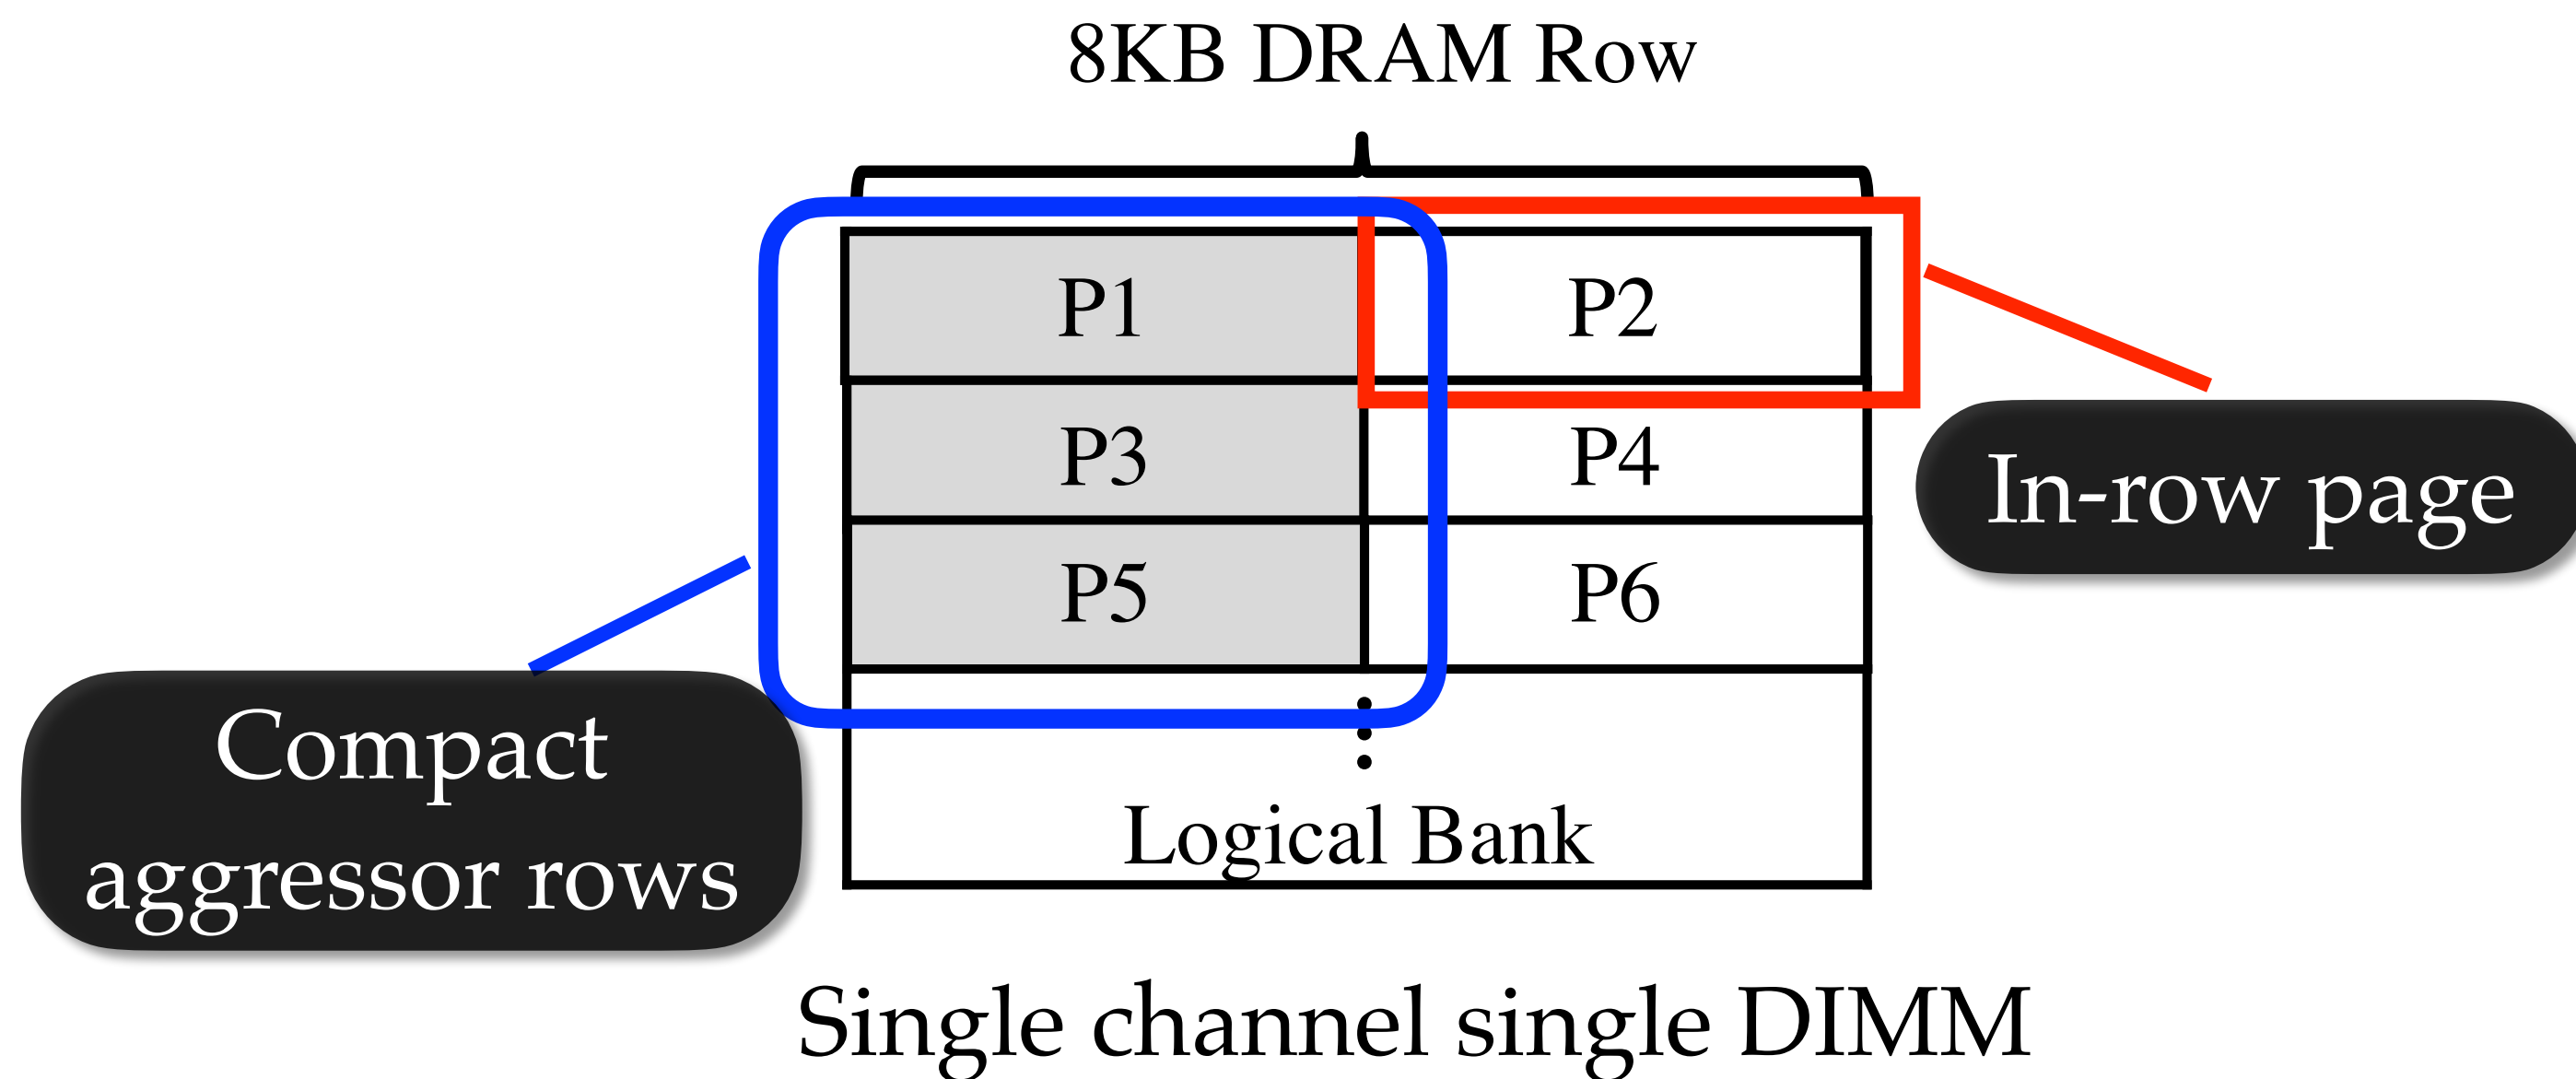 8KB DRAM Row
P1
P2
P3
P4
In-row page
P5
P6
Compact
aggressor rows
Logical Bank
Single channel single DIMM